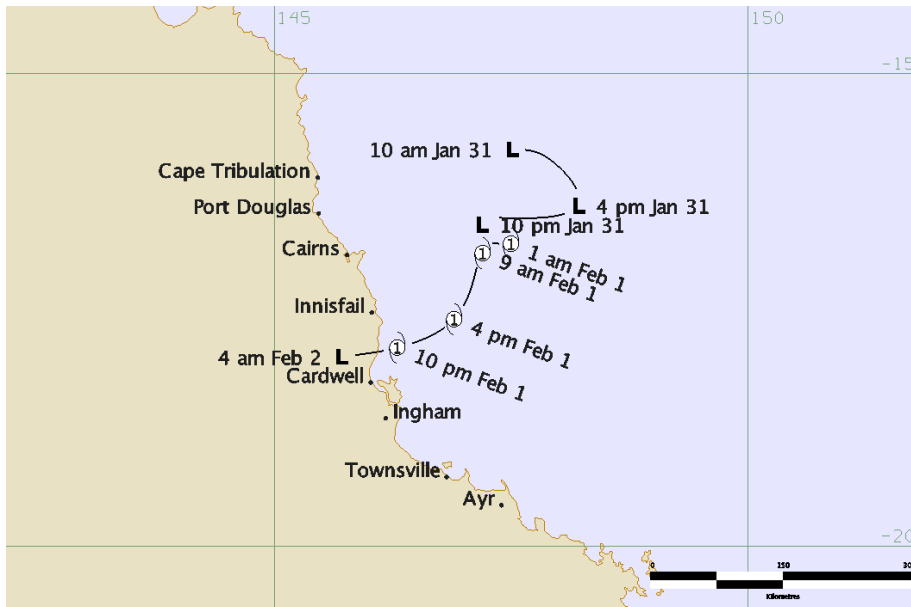 145
150
-15
10 am Jan 31
L
Cape Tribulation
Port Douglas
L
4 pm Jan 31
L
10 pm Jan 31
1
1 am Feb 1
Cairns
1
9 am Feb 1
Innisfail
1
4 pm Feb 1
4 am Feb 2
L
1
10 pm Feb 1
Cardwell
Ingham
Townsville
Ayr
-20
0
150
30
Kilometres